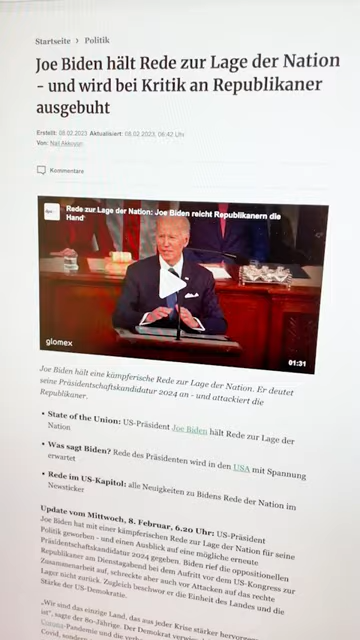 Startseite > Politik
Joe Biden hält Rede zur Lage der Nation
- und wird bei Kritik an Republikaner
ausgebuht
Erstellt: 08.02.2023 Aktualisiert: 08.02.2023, 06:42 Uhr
Von:
Kommentare
Rede zur Lage der Nation: Joe Biden reicht Republikanern die
Hand'
glomex
01:31
Joe Biden hält eine kämpferische Rede zur Lage der Nation. Er deutet
seine Präsidentschaftskandidatur 2024 an - und attackiert die
Republikaner.
• State of the Union: US-Präsident Joe Biden hält Rede zur Lage der
Nation
• Was sagt Biden? Rede des Präsidenten wird in den USA mit Spannung
erwartet
• Rede im US-Kapitol: alle Neuigkeiten zu Bidens Rede der Nation im
Newsticker
Update vom Mittwoch, 8. Februar, 6.20 Uhr: US-Präsident
Joe Biden hat mit einer kämpferischen Rede zur Lage der Nation für seine
Politik geworben - und einen Ausblick auf eine mögliche erneute
Präsidentschaftskandidatur 2024 gegeben. Biden rief die oppositionellen
Republikaner am Dienstagabend bei dem Auftritt vor dem US-Kongress zur
Zusammenarbeit auf, schreckte aber auch vor Attacken auf das rechte
Lager nicht zurück. Zugleich beschwor er die Einheit des Landes und die
Stärke der US-Demokratie.
„Wir sind das einzige Land, das aus jeder Krise stärker hervorgeht
ist", sagte der 80-Jährige. Der Demokrat
Corona-Pandemie und die
Covid,